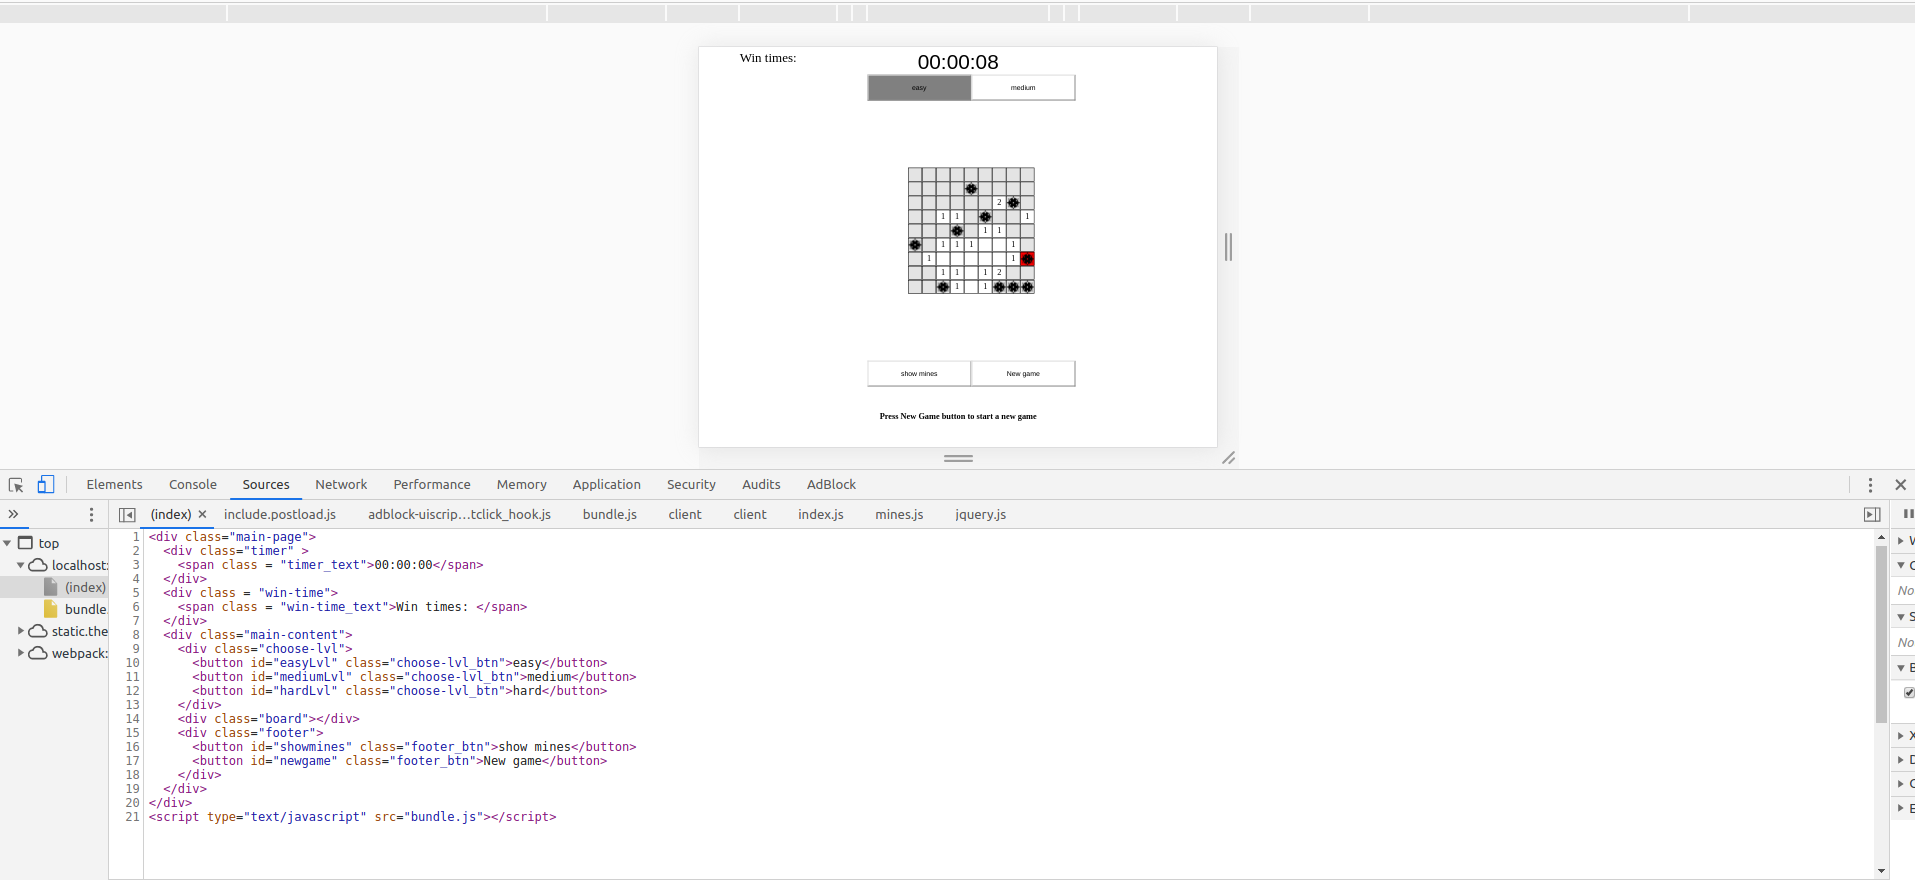 Win times:
00:00:08
easy medium
2
1 1 1
1 1
1 1 1 1
1 1
1 1 1 2
1 1
show mines New game
Press New Game button to start a new game
Elements Console Sources Network Performance Memory Application Security Audits AdBlock
(index) include.postload.js adblock-uiscrip...tclick_hook.js bundle.js client client index.js mines.js jquery.js
top
localhost:
(index)
bundle.
static.the
webpack:
1 <div class="main-page">
2 <div class="timer" >
3 <span class = "timer_text">00:00:00</span>
4 </div>
5 <div class = "win-time">
6 <span class = "win-time_text">Win times: </span>
7 </div>
8 <div class="main-content">
9 <div class="choose-lvl">
10 <button id="easyLvl" class="choose-lvl_btn">easy</button>
11 <button id="mediumLvl" class="choose-lvl_btn">medium</button>
12 <button id="hardLvl" class="choose-lvl_btn">hard</button>
13 </div>
14 <div class="board"></div>
15 <div class="footer">
16 <button id="showmines" class="footer_btn">show mines</button>
17 <button id="newgame" class="footer_btn">New game</button>
18 </div>
19 </div>
20 </div>
21 <script type="text/javascript" src="bundle.js"></script>
No
No